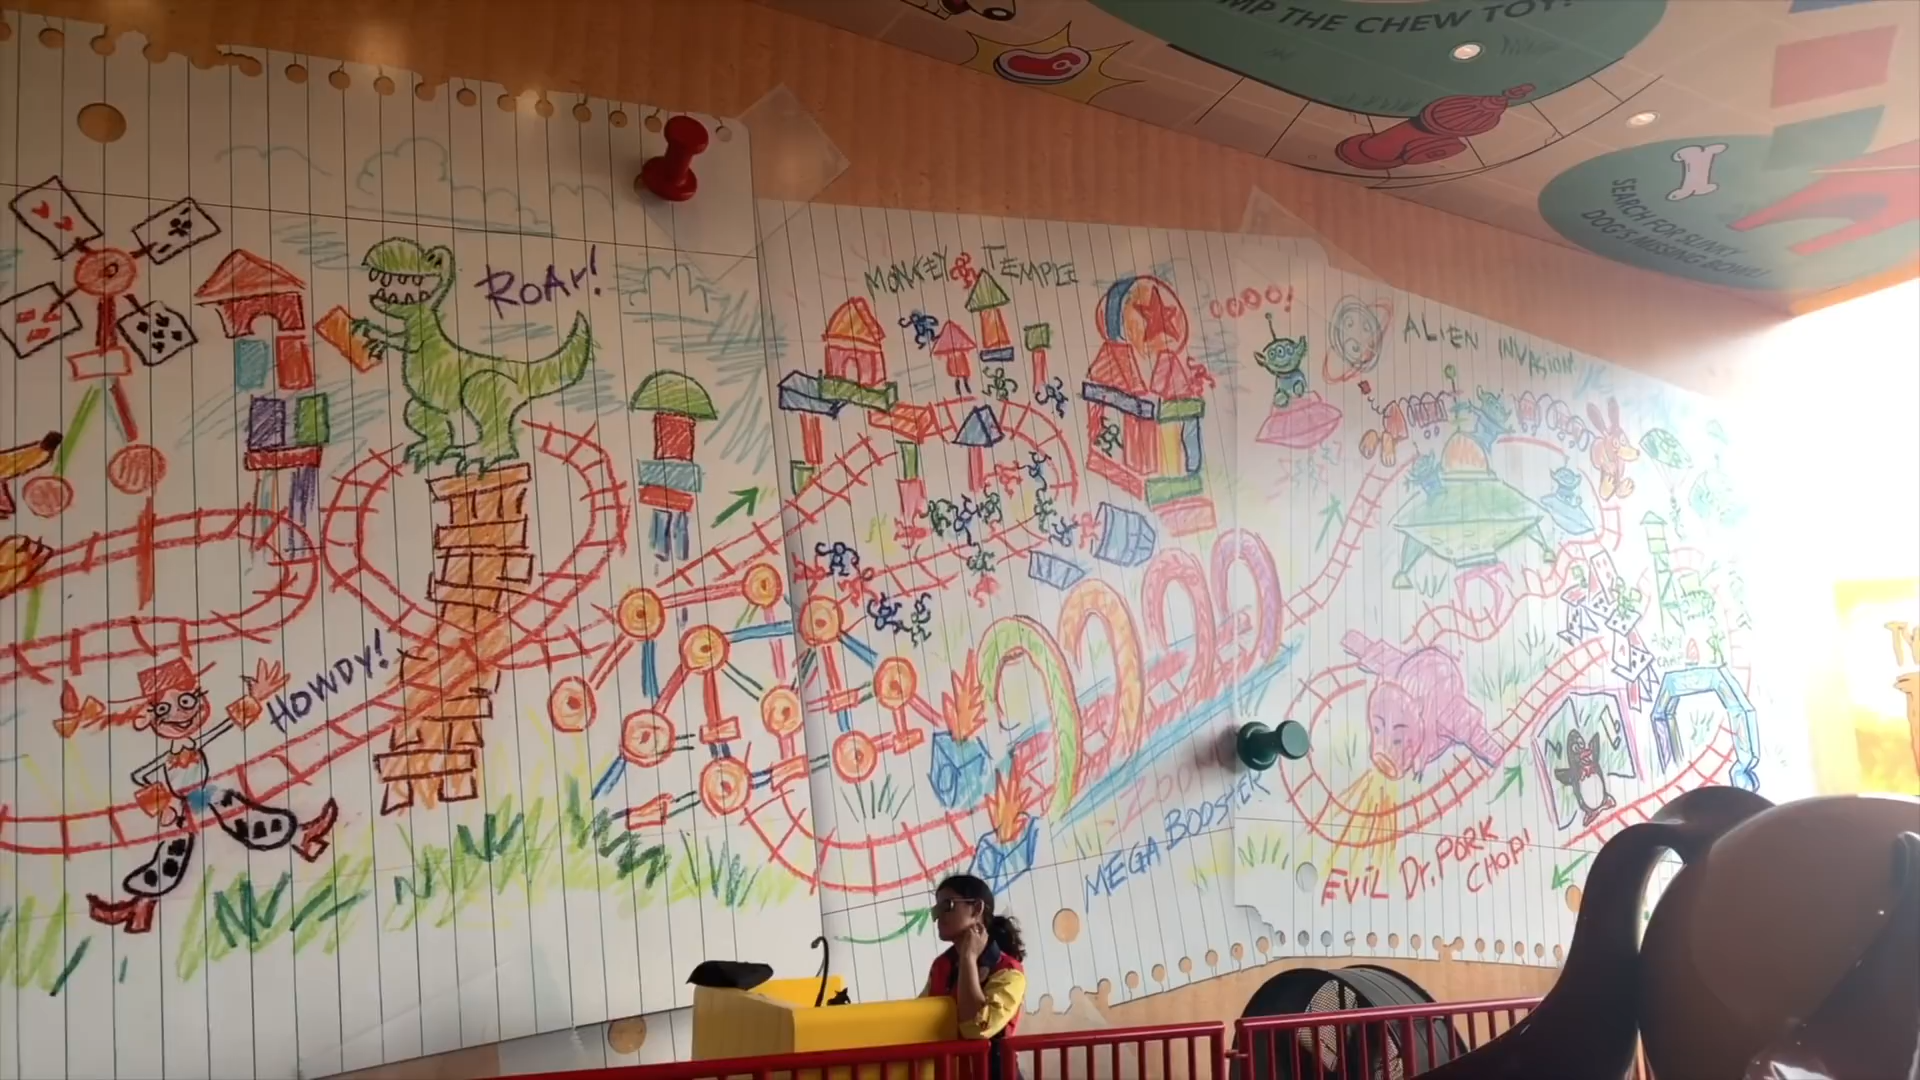 MP THE CHEW TOY!
SEARCH FOR SLINKY
DOG'S MISSING BOWL!
ROAr!
MONKEY TEMPLE
OOOO!
ALIEN INVASION
HOWDY!
ZOOM
MEGA BOOSTER
EViL Dr. PORK
CHOP!